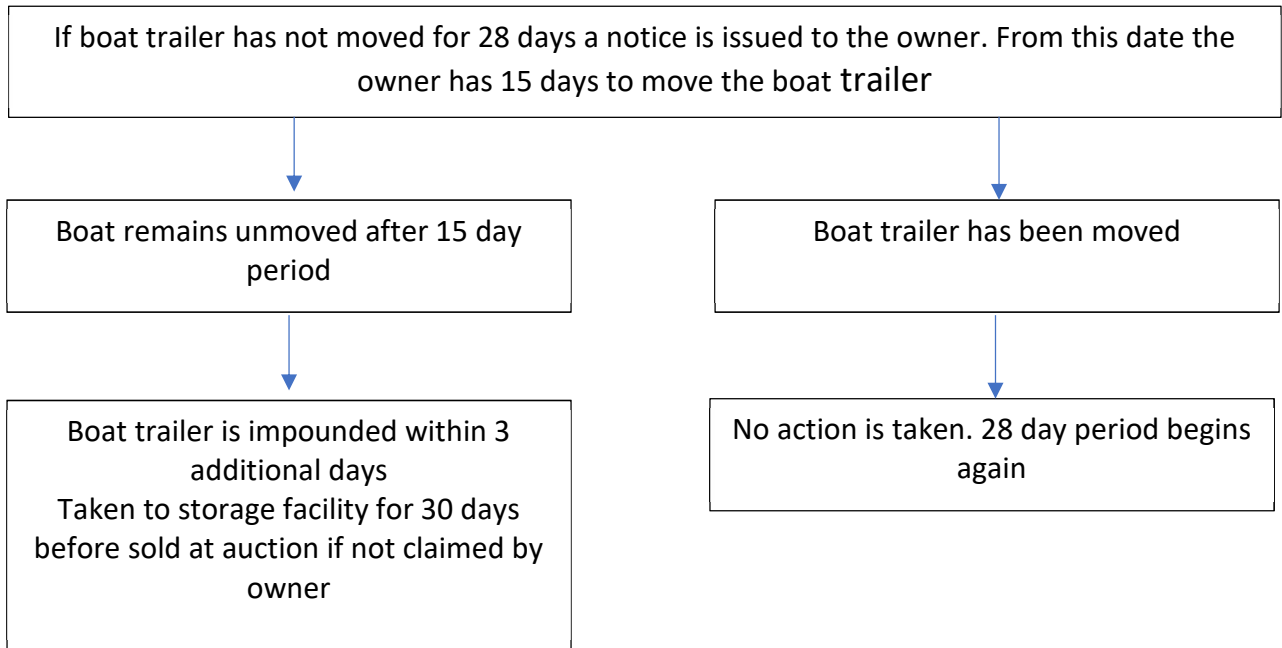 If boat trailer has not moved for 28 days a notice is issued to the owner. From this date the
owner has 15 days to move the boat trailer
Boat remains unmoved after 15 day
period
Boat trailer has been moved
Boat trailer is impounded within 3
additional days
Taken to storage facility for 30 days
before sold at auction if not claimed by
owner
No action is taken. 28 day period begins
again